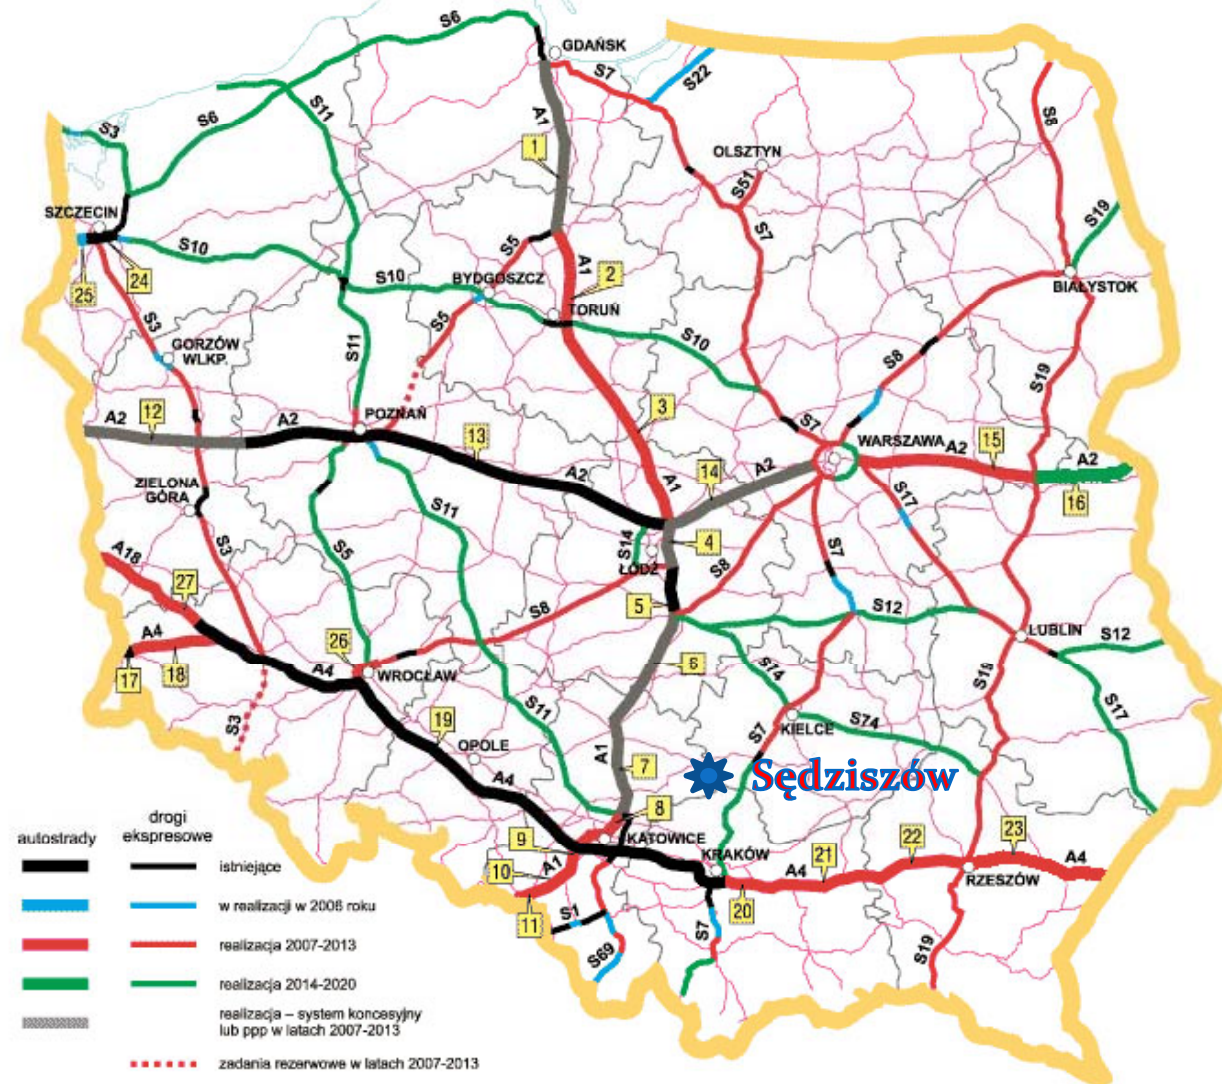 S6
GDAŃSK
S7
S22
A1
S11
S6
S8
S3
1
OLSZTYN
S51
S19
SZCZECIN
S10
S5
S7
A1
2
S10
BYDGOSZCZ
24
25
BIAŁYSTOK
TORUŃ
S3
S5
S10
GORZÓW
WLKP.
S11
S8
S19
A2
12
A2
POZNAŃ
3
S7
13
WARSZAWA
A2
15
A2
14
A2
A2
A1
16
ZIELONA
GÓRA
S17
S11
S14
4
S7
S3
A18
S5
ŁÓDŹ
S8
27
5
S8
S12
A4
26
LUBLIN
S12
17
18
A4
WROCŁAW
6
S74
S19
S17
S3
19
S11
KIELCE
S74
S7
OPOLE
A1
7
Sędziszów
A4
8
9
KATOWICE
KRAKÓW
22
23
10
A1
A4
21
A4
RZESZÓW
11
S1
20
S7
S69
S19
autostrady
drogi
ekspresowe
istniejące
w realizacji w 2006 roku
realizacja 2007-2013
realizacja 2014-2020
realizacja – system koncesyjny
lub ppp w latach 2007-2013
zadania rezerwowe w latach 2007-2013